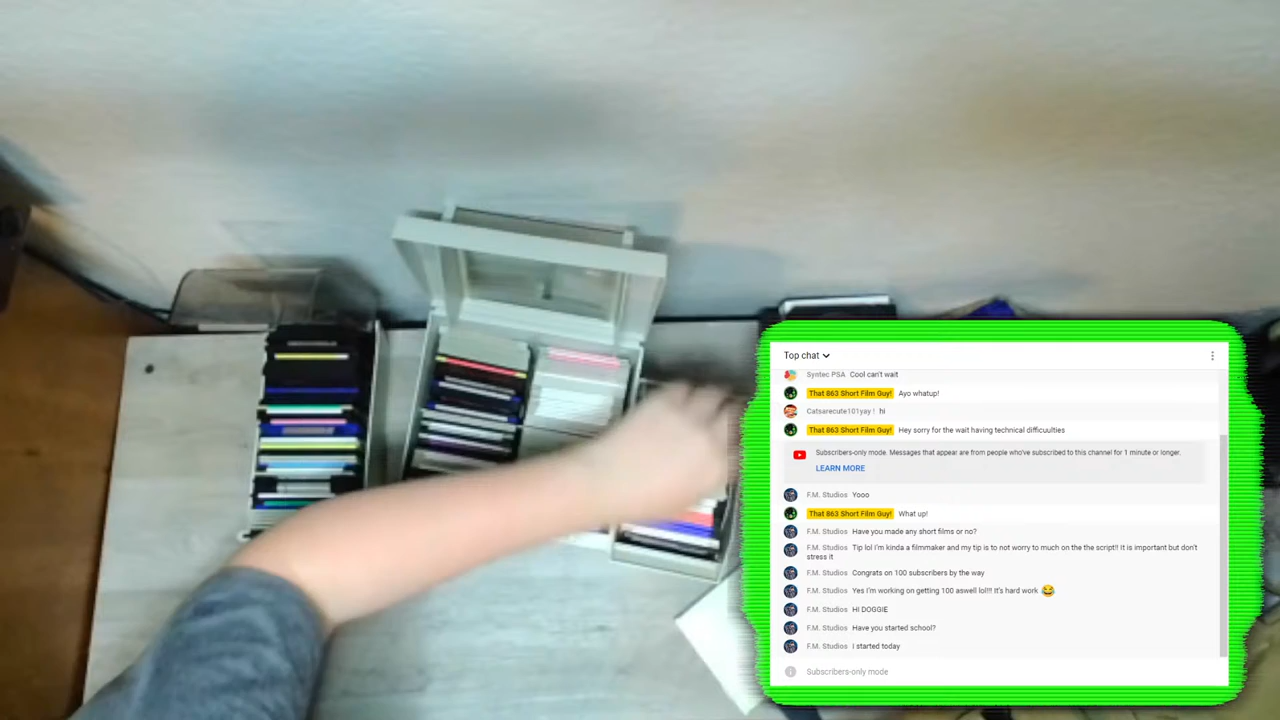 Top chat
Syntec PSA Cool can't wait
That 863 Short Film Guy! Ayo whatup!
Catsarecute101yay ! hi
That 863 Short Film Guy! Hey sorry for the wait having technical difficuulties
Subscribers-only mode. Messages that appear are from people who've subscribed to this channel for 1 minute or longer.
LEARN MORE
F.M. Studios Yooo
That 863 Short Film Guy! What up!
F.M. Studios Have you made any short films or no?
F.M. Studios Tip lol I'm kinda a filmmaker and my tip is to not worry to much on the the script!! It is important but don't
stress it
F.M. Studios Congrats on 100 subscribers by the way
F.M. Studios Yes I'm working on getting 100 aswell lol!!! It's hard work 😂
F.M. Studios HI DOGGIE
F.M. Studios Have you started school?
F.M. Studios I started today
Subscribers-only mode